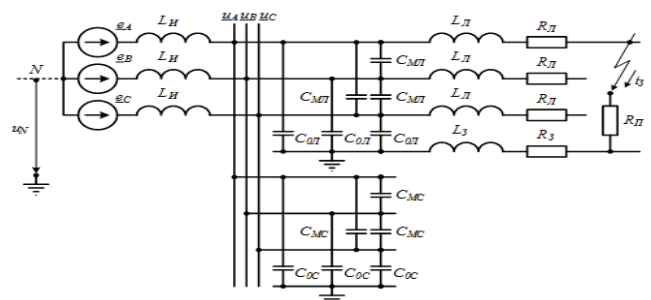 u_A u_B u_C
e_A L_И L_Л R_Л
C_МЛ
N e_B L_И L_Л R_Л
i_з
C_МЛ C_МЛ
e_C L_И L_Л R_Л
u_N R_П
C_0Л C_0Л C_0Л L_З R_З
C_МС
C_МС C_МС
C_0С C_0С C_0С